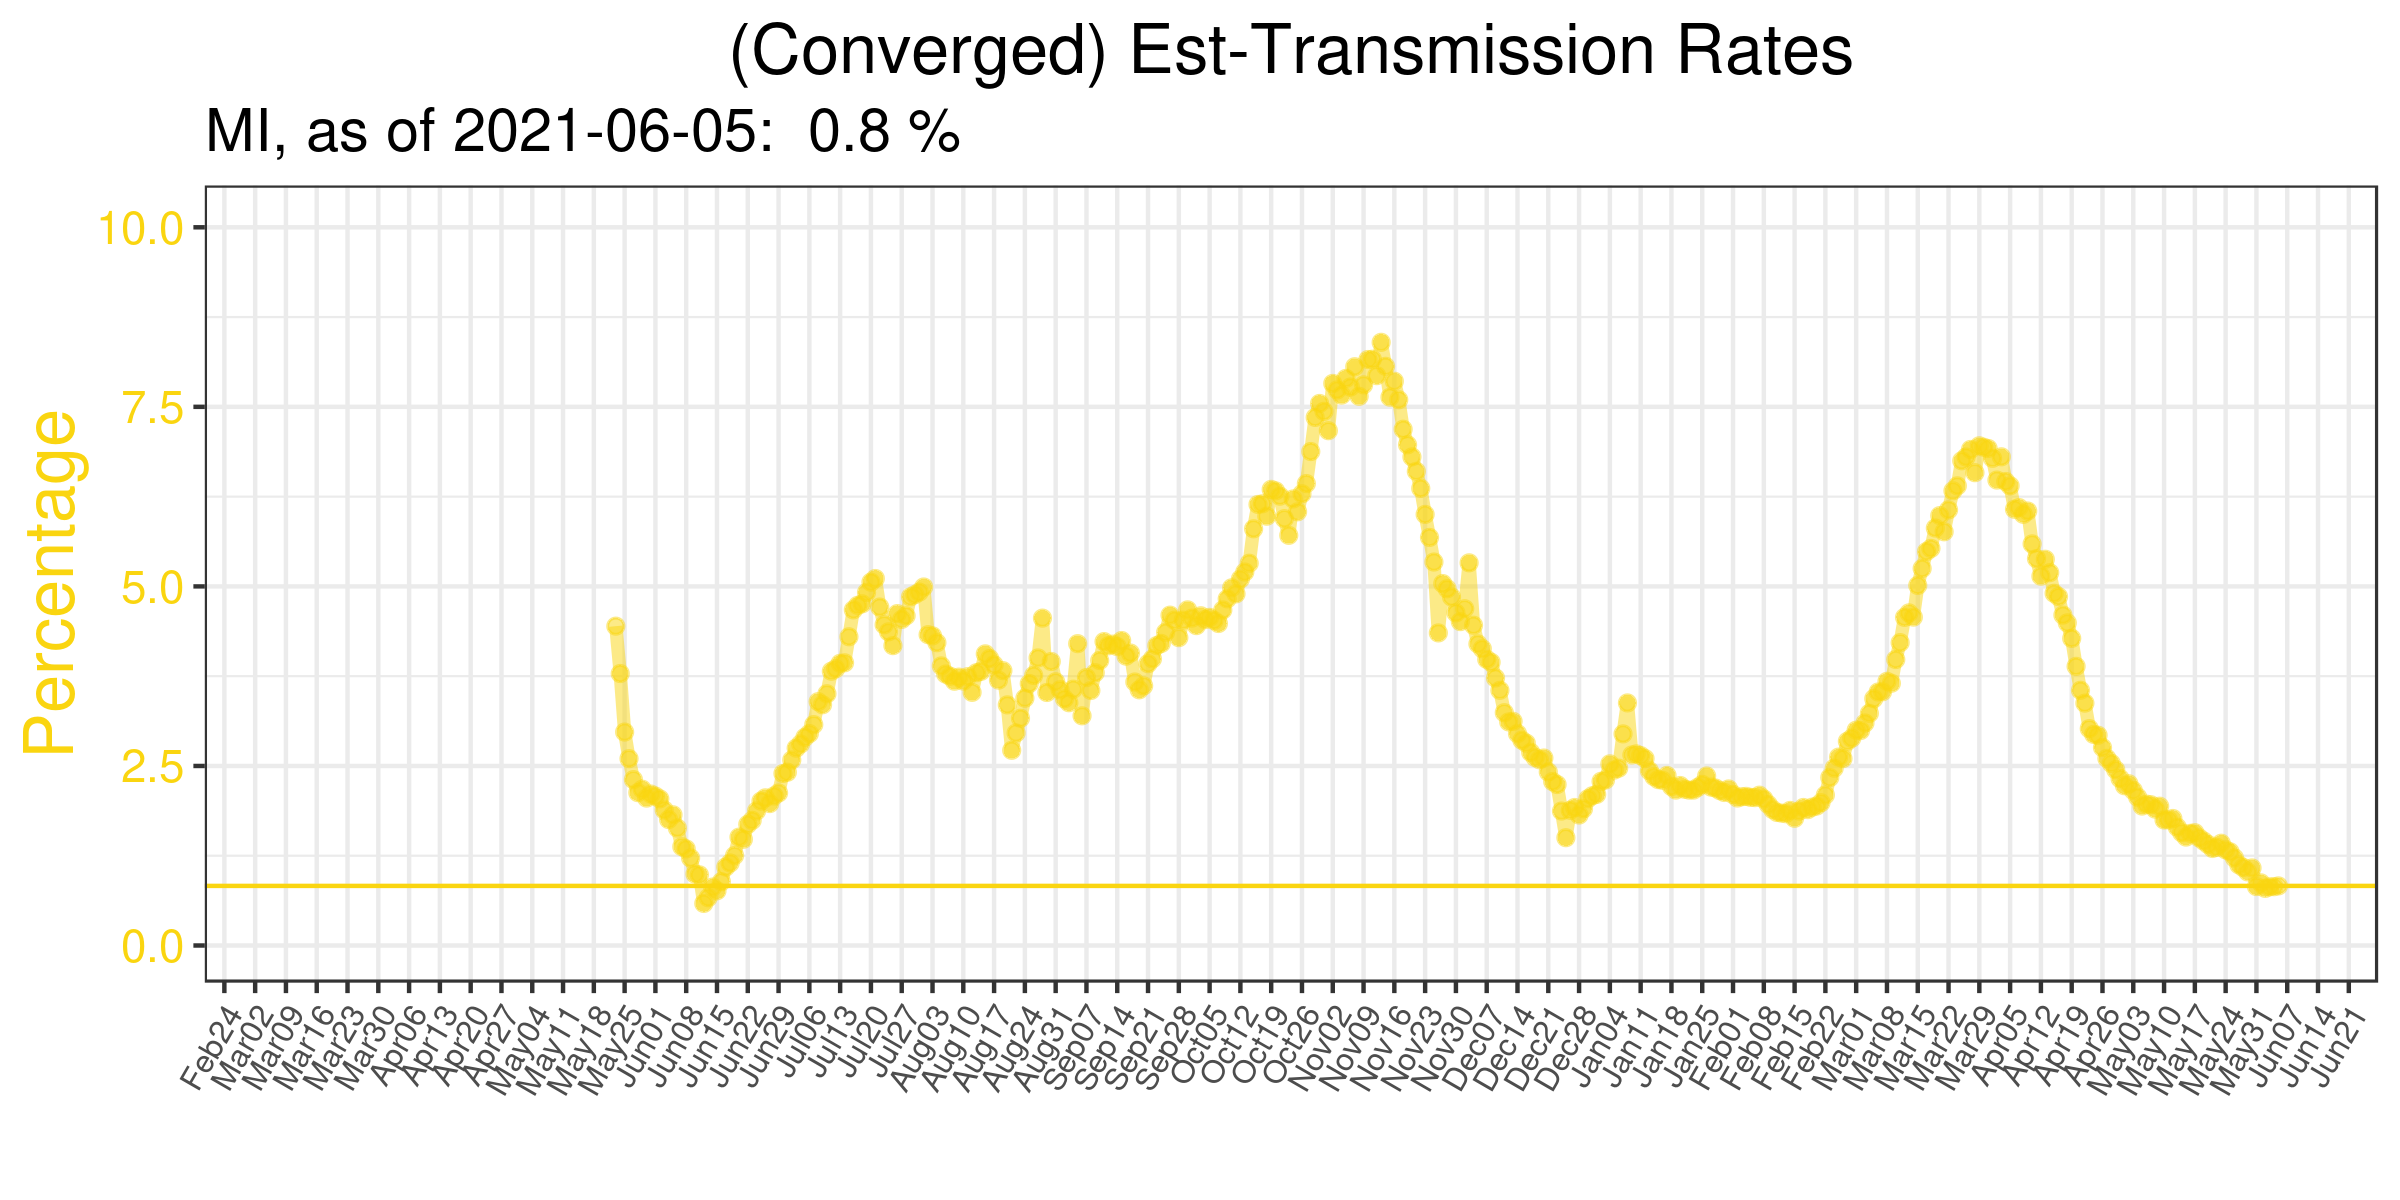 (Converged) Est-Transmission Rates
MI, as of 2021-06-05:  0.8 %
Percentage
10.0
7.5
5.0
2.5
0.0
Feb24
Mar02
Mar09
Mar16
Mar23
Mar30
Apr06
Apr13
Apr20
Apr27
May04
May11
May18
May25
Jun01
Jun08
Jun15
Jun22
Jun29
Jul06
Jul13
Jul20
Jul27
Aug03
Aug10
Aug17
Aug24
Aug31
Sep07
Sep14
Sep21
Sep28
Oct05
Oct12
Oct19
Oct26
Nov02
Nov09
Nov16
Nov23
Nov30
Dec07
Dec14
Dec21
Dec28
Jan04
Jan11
Jan18
Jan25
Feb01
Feb08
Feb15
Feb22
Mar01
Mar08
Mar15
Mar22
Mar29
Apr05
Apr12
Apr19
Apr26
May03
May10
May17
May24
May31
Jun07
Jun14
Jun21